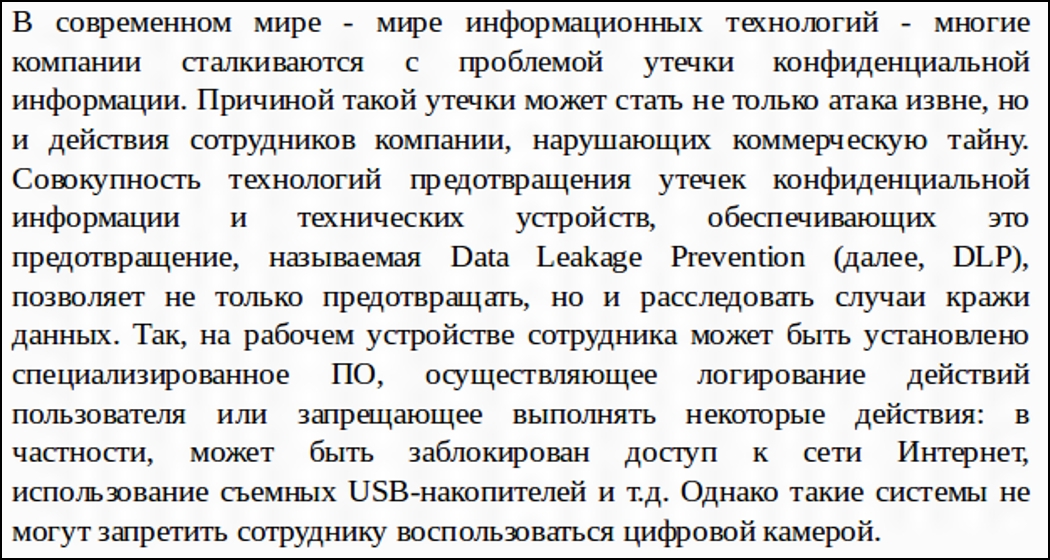 В современном мире - мире информационных технологий - многие
компании сталкиваются с проблемой утечки конфиденциальной
информации. Причиной такой утечки может стать не только атака извне, но
и действия сотрудников компании, нарушающих коммерческую тайну.
Совокупность технологий предотвращения утечек конфиденциальной
информации и технических устройств, обеспечивающих это
предотвращение, называемая Data Leakage Prevention (далее, DLP),
позволяет не только предотвращать, но и расследовать случаи кражи
данных. Так, на рабочем устройстве сотрудника может быть установлено
специализированное ПО, осуществляющее логирование действий
пользователя или запрещающее выполнять некоторые действия: в
частности, может быть заблокирован доступ к сети Интернет,
использование съемных USB-накопителей и т.д. Однако такие системы не
могут запретить сотруднику воспользоваться цифровой камерой.